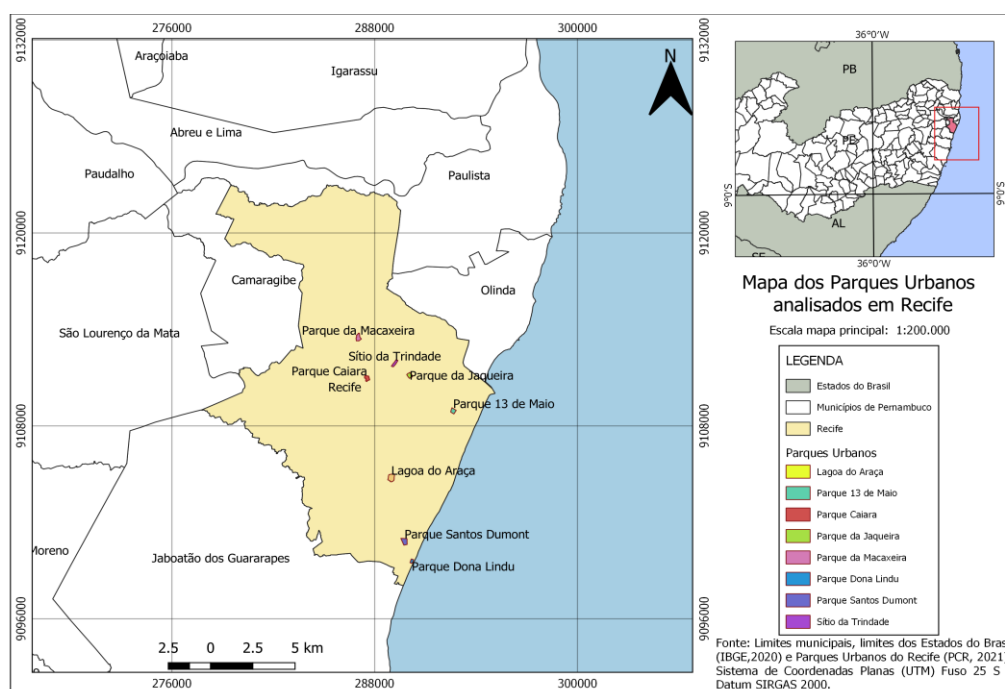 276000
288000
300000
9132000
9132000
Araçoiaba
Igarassu
N
Abreu e Lima
Paudalho
Paulista
9120000
9120000
Camaragibe
Olinda
São Lourenço da Mata
Parque da Macaxeira
Sítio da Trindade
Parque Caiara
Parque da Jaqueira
Recife
Parque 13 de Maio
9108000
9108000
Lagoa do Araça
Parque Santos Dumont
Moreno
Jaboatão dos Guararapes
Parque Dona Lindu
9096000
9096000
2.5 0 2.5 5 km
276000
288000
300000
36°0'W
PB
PE
9°0'S
9°0'S
AL
SE
36°0'W
Mapa dos Parques Urbanos
analisados em Recife
Escala mapa principal: 1:200.000
LEGENDA
Estados do Brasil
Municípios de Pernambuco
Recife
Parques Urbanos
Lagoa do Araça
Parque 13 de Maio
Parque Caiara
Parque da Jaqueira
Parque da Macaxeira
Parque Dona Lindu
Parque Santos Dumont
Sítio da Trindade
Fonte: Limites municipais, limites dos Estados do Bras
(IBGE,2020) e Parques Urbanos do Recife (PCR, 2021
Sistema de Coordenadas Planas (UTM) Fuso 25 S
Datum SIRGAS 2000.